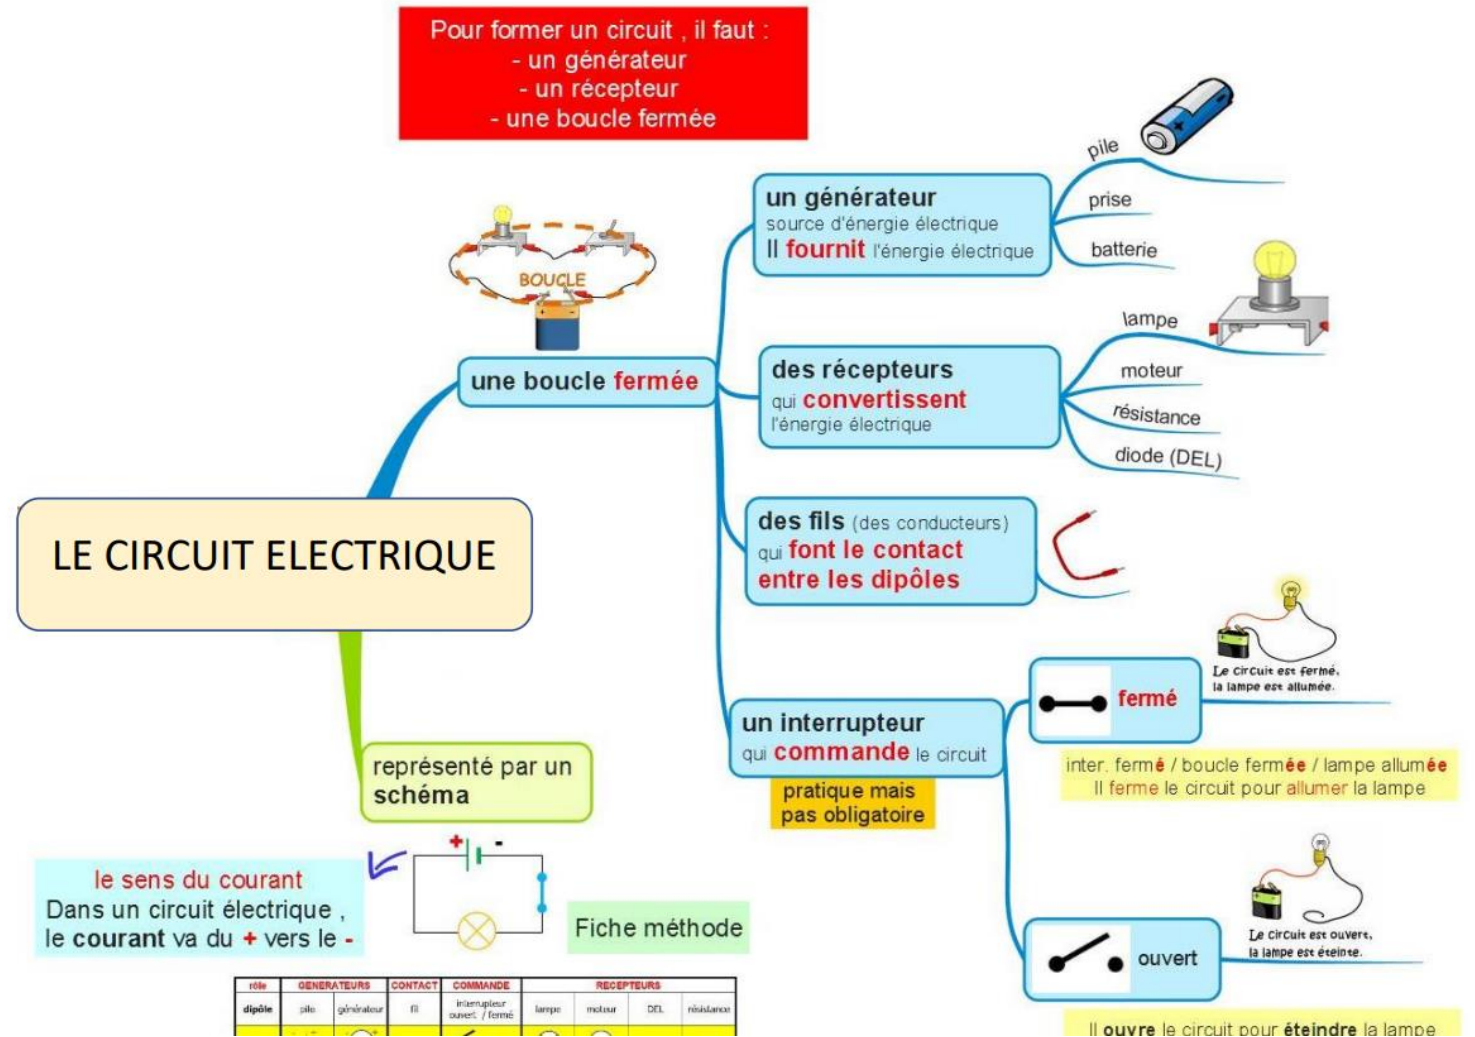 Pour former un circuit , il faut :
- un générateur
- un récepteur
- une boucle fermée
BOUCLE
une boucle fermée
un générateur
source d'énergie électrique
Il fournit l'énergie électrique
pile
prise
batterie
des récepteurs
qui convertissent
l'énergie électrique
lampe
moteur
résistance
diode (DEL)
des fils (des conducteurs)
qui font le contact
entre les dipôles
LE CIRCUIT ELECTRIQUE
un interrupteur
qui commande le circuit
pratique mais
pas obligatoire
fermé
Le circuit est fermé,
la lampe est allumée.
inter. fermé / boucle fermée / lampe allumée
Il ferme le circuit pour allumer la lampe
ouvert
Le circuit est ouvert,
la lampe est éteinte.
Il ouvre le circuit pour éteindre la lampe
représenté par un
schéma
+ -
le sens du courant
Dans un circuit électrique ,
le courant va du + vers le -
Fiche méthode
rôle GENERATEURS CONTACT COMMANDE RECEPTEURS
dipôle pile générateur fil interrupteur ouvert / fermé lampe moteur DEL résistance